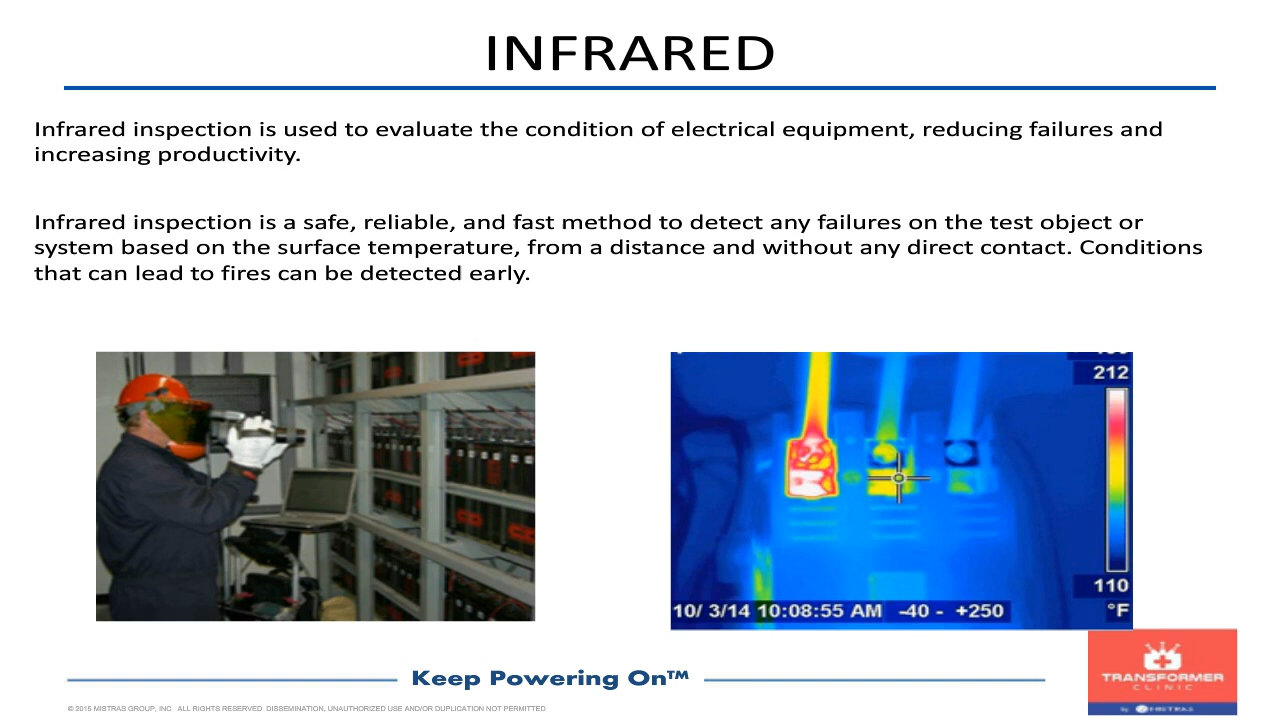 INFRARED
Infrared inspection is used to evaluate the condition of electrical equipment, reducing failures and
increasing productivity.
Infrared inspection is a safe, reliable, and fast method to detect any failures on the test object or
system based on the surface temperature, from a distance and without any direct contact. Conditions
that can lead to fires can be detected early.
212
110
10/ 3/14 10:08:55 AM -40 - +250 °F
Keep Powering On™
TRANSFORMER
CLINIC
by MISTRAS
© 2015 MISTRAS GROUP, INC ALL RIGHTS RESERVED DISSEMINATION, UNAUTHORIZED USE AND/OR DUPLICATION NOT PERMITTED